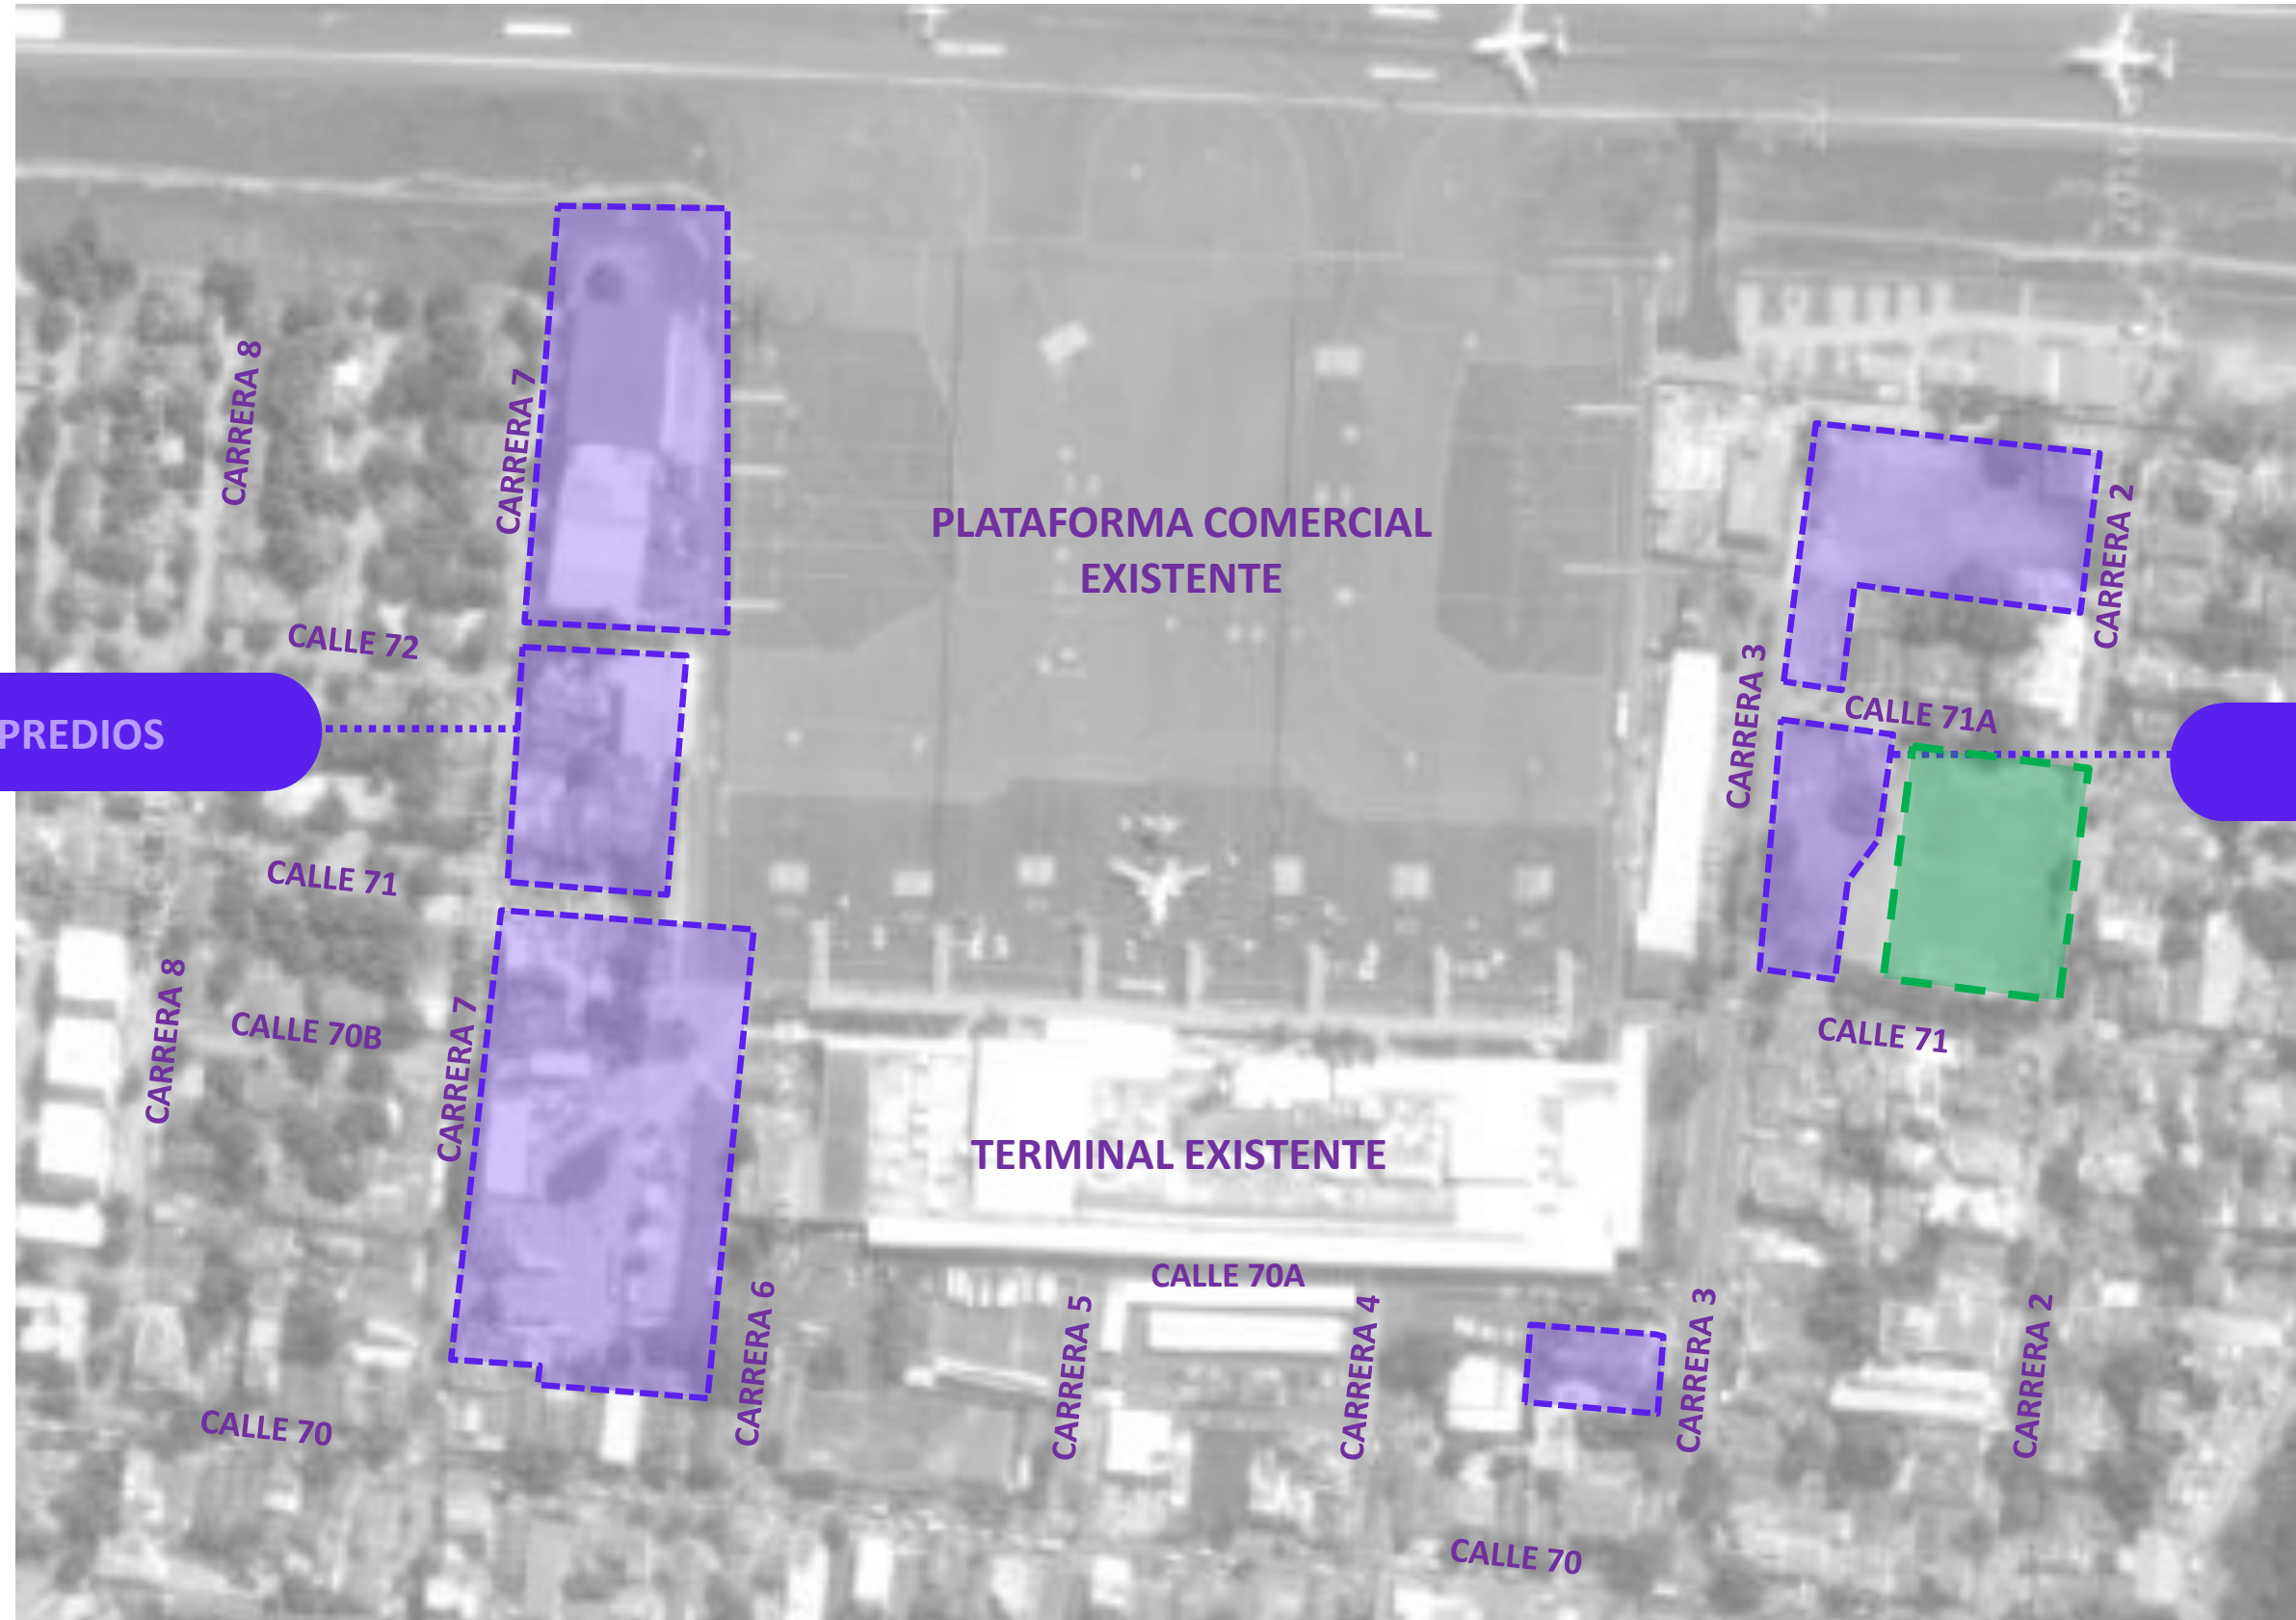 CARRERA 8
CARRERA 7
PLATAFORMA COMERCIAL
EXISTENTE
CARRERA 2
CALLE 72
CARRERA 3
PREDIOS
CALLE 71A
CALLE 71
CARRERA 8
CALLE 70B
CARRERA 7
CALLE 71
TERMINAL EXISTENTE
CALLE 70A
CARRERA 6
CARRERA 5
CARRERA 4
CARRERA 3
CARRERA 2
CALLE 70
CALLE 70